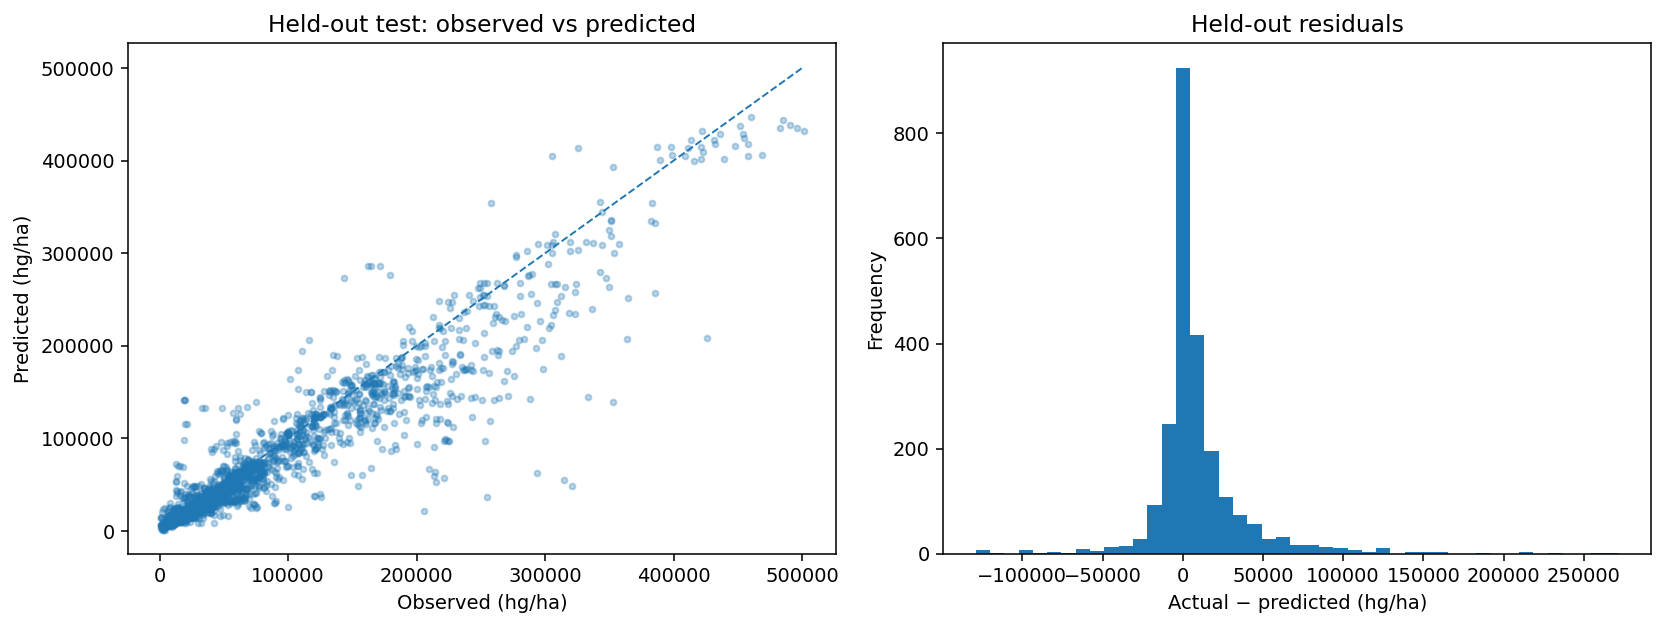 Held-out test: observed vs predicted
500000
400000
300000
200000
100000
0
Predicted (hg/ha)
0 100000 200000 300000 400000 500000
Observed (hg/ha)
Held-out residuals
800
600
400
200
0
Frequency
−100000 −50000 0 50000 100000 150000 200000 250000
Actual − predicted (hg/ha)